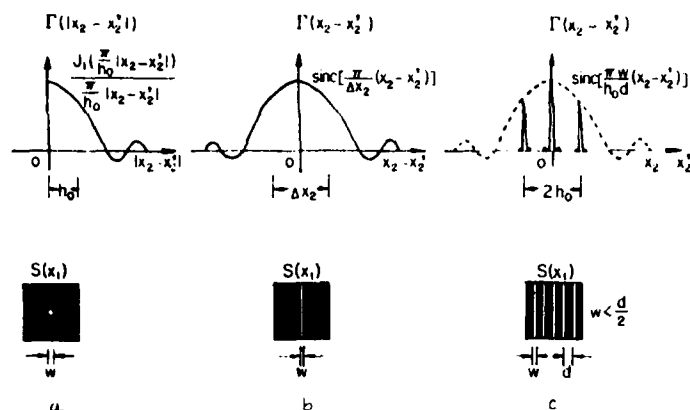 Γ(|x₂ - x₂'|)
J₁(π/h₀ |x₂-x₂'|)
π/h₀ |x₂-x₂'|
0
|x₂-x₂'|
h₀
S(x₁)
w
a
Γ(x₂- x₂')
sinc[π/Δx₂ (x₂-x₂')]
0
x₂-x₂'
Δx₂
S(x₁)
w
b
Γ(x₂- x₂')
sinc[πw/h₀d (x₂-x₂')]
0
x₂ x₂'
2h₀
S(x₁)
w < d/2
w
d
c